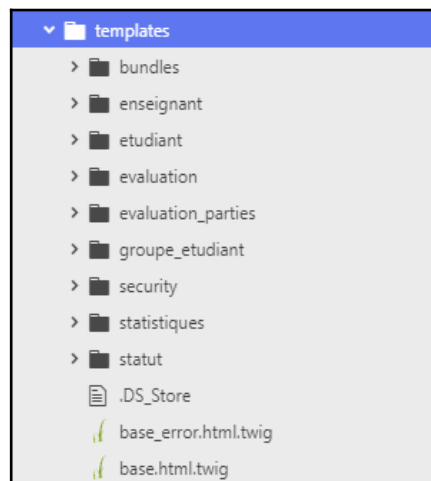 templates
bundles
enseignant
etudiant
evaluation
evaluation_parties
groupe_etudiant
security
statistiques
statut
.DS_Store
base_error.html.twig
base.html.twig